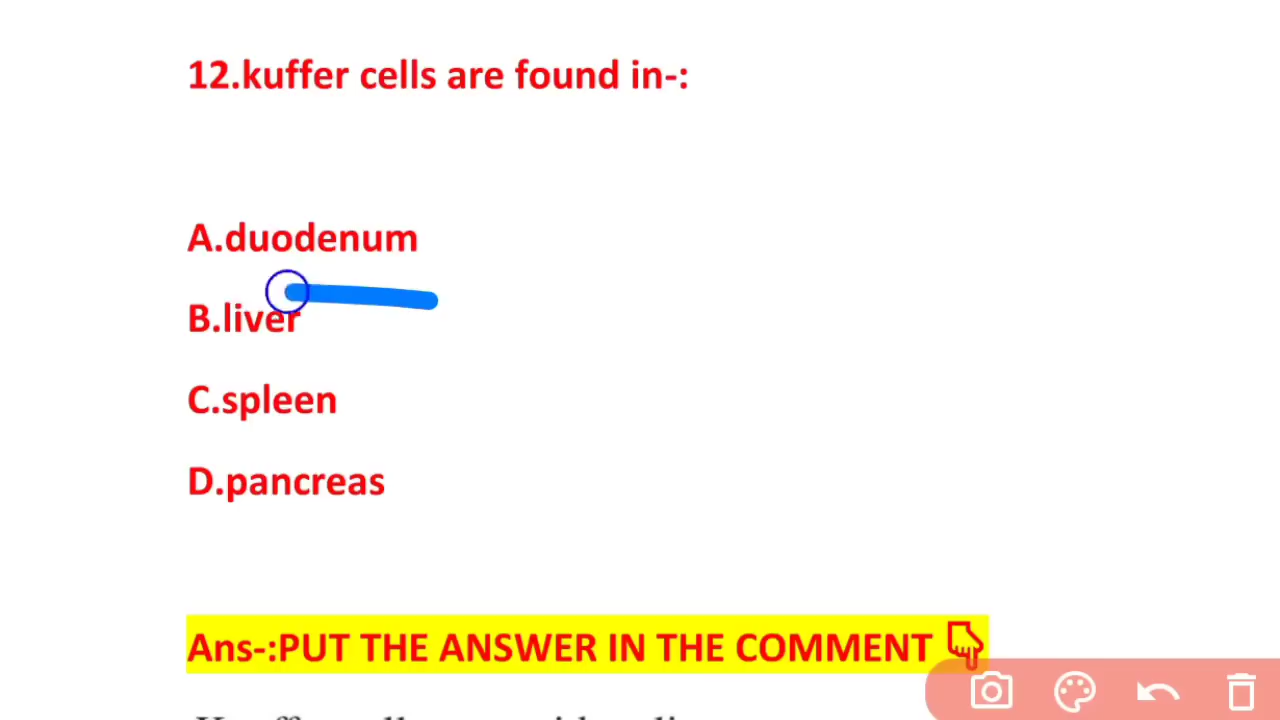 12.kuffer cells are found in-:
A.duodenum
B.liver
C.spleen
D.pancreas
Ans-:PUT THE ANSWER IN THE COMMENT